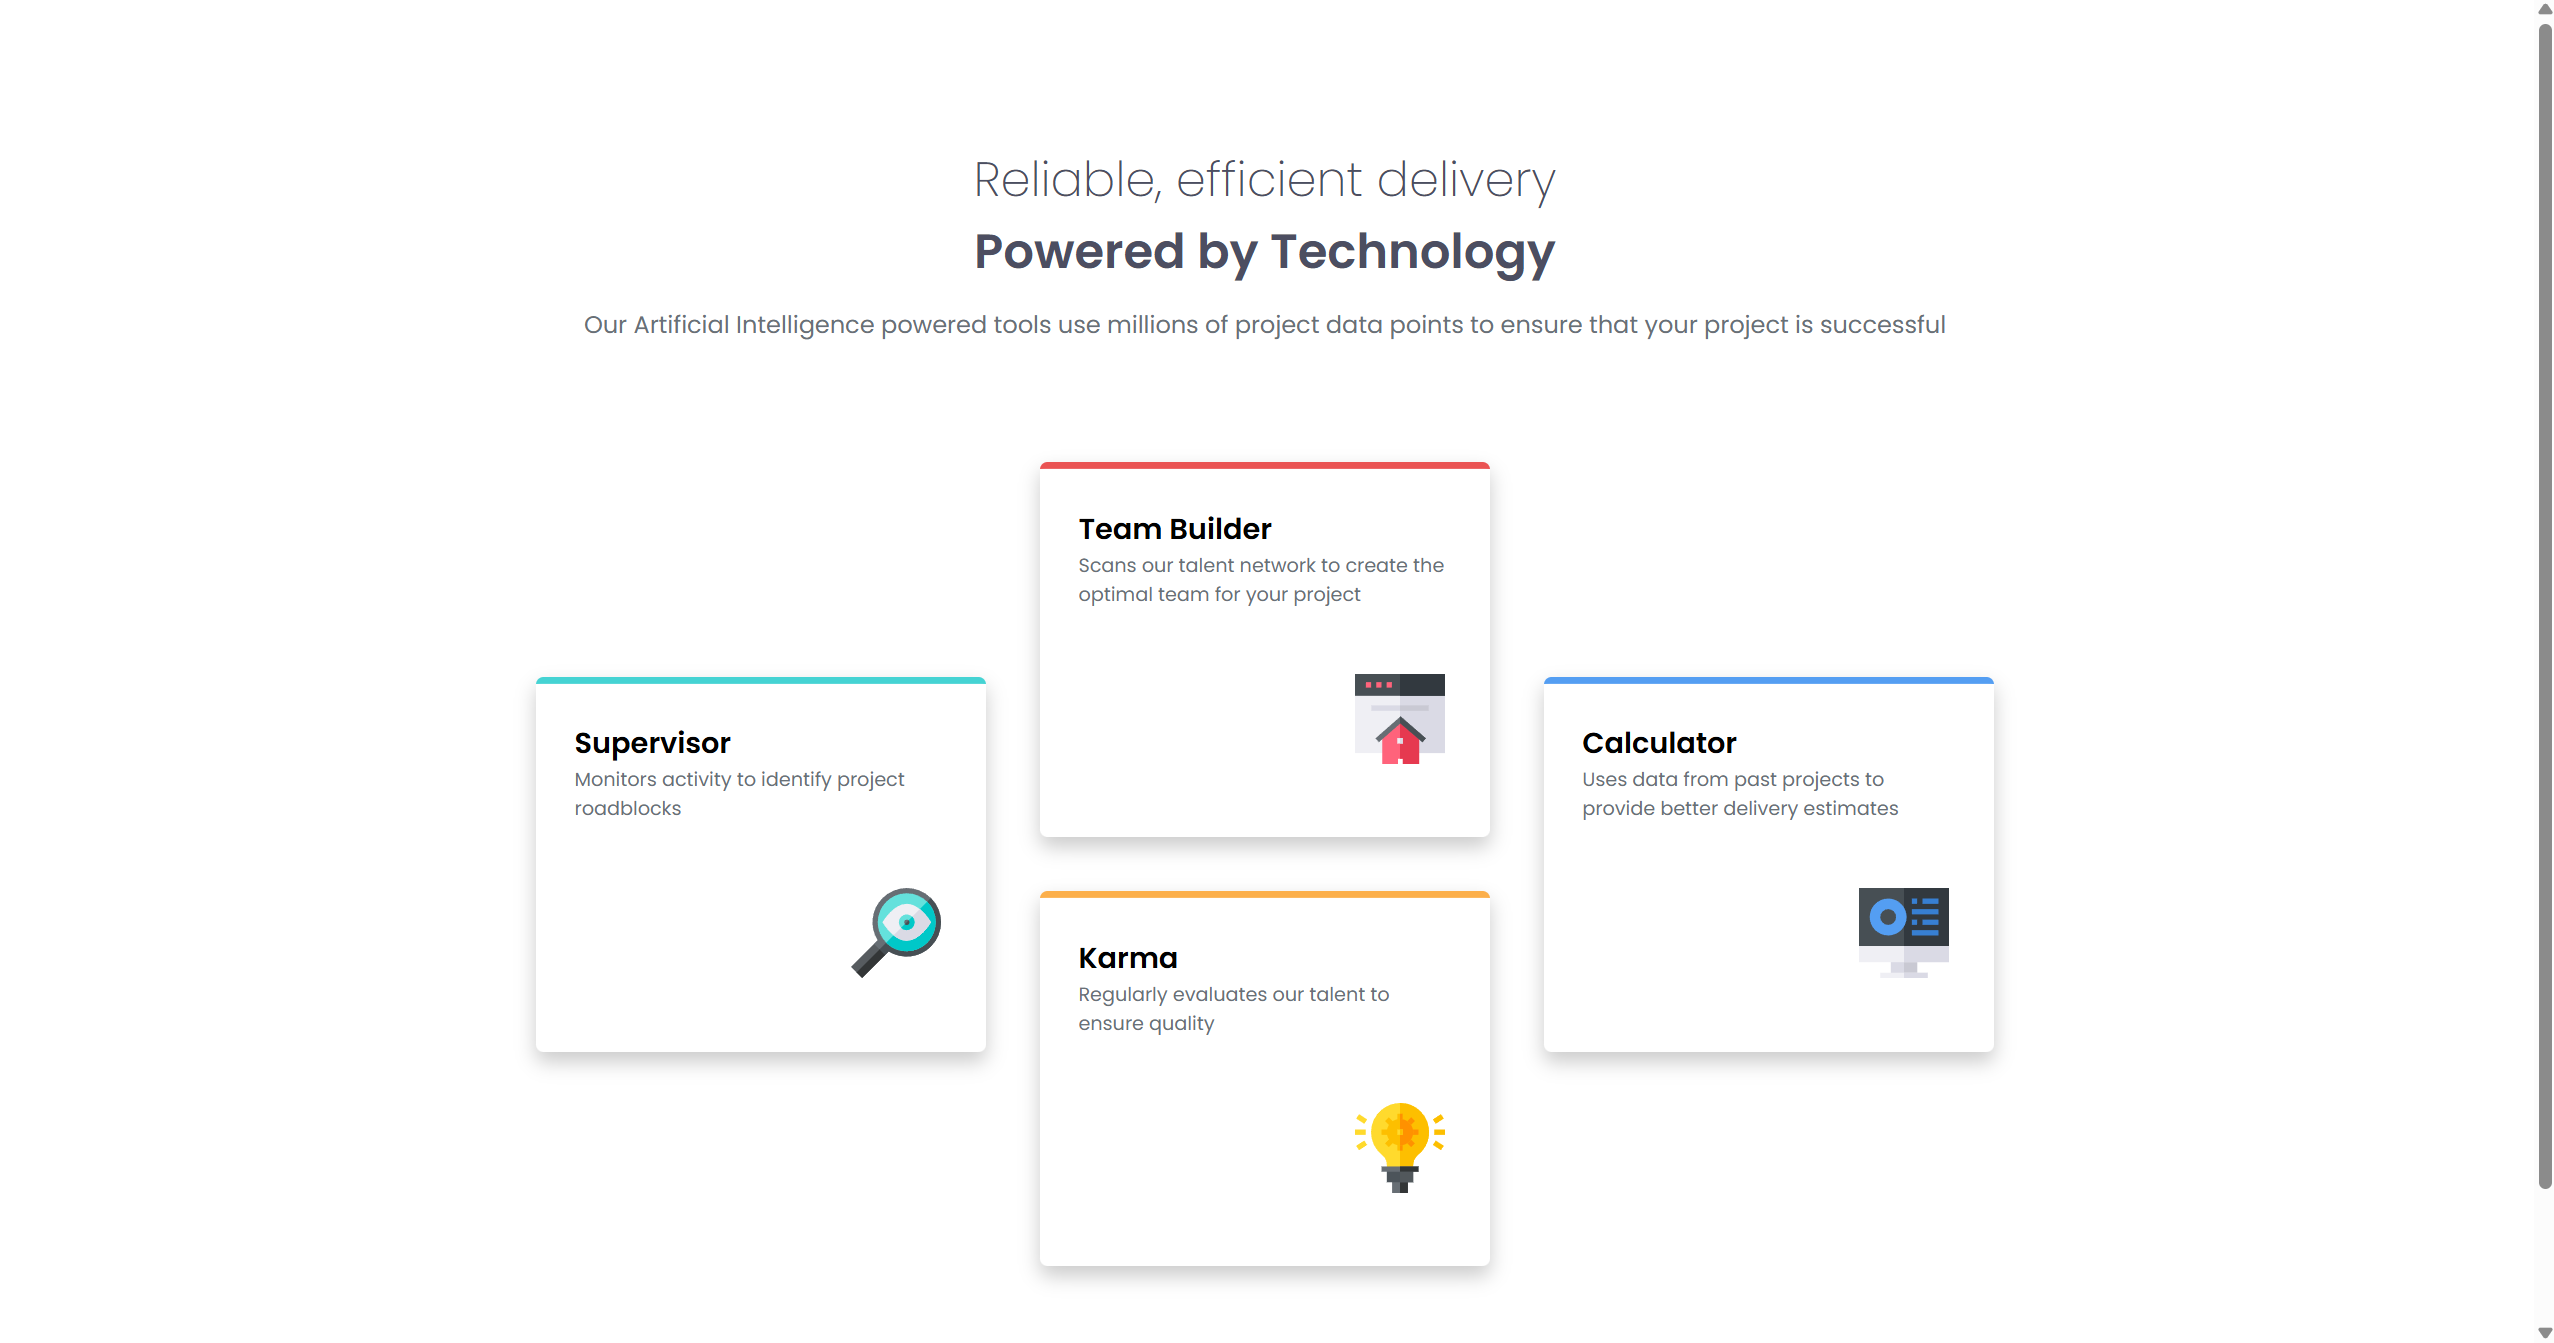 Reliable, efficient delivery
Powered by Technology
Our Artificial Intelligence powered tools use millions of project data points to ensure that your project is successful
Team Builder
Scans our talent network to create the
optimal team for your project
Supervisor
Monitors activity to identify project
roadblocks
Calculator
Uses data from past projects to
provide better delivery estimates
Karma
Regularly evaluates our talent to
ensure quality